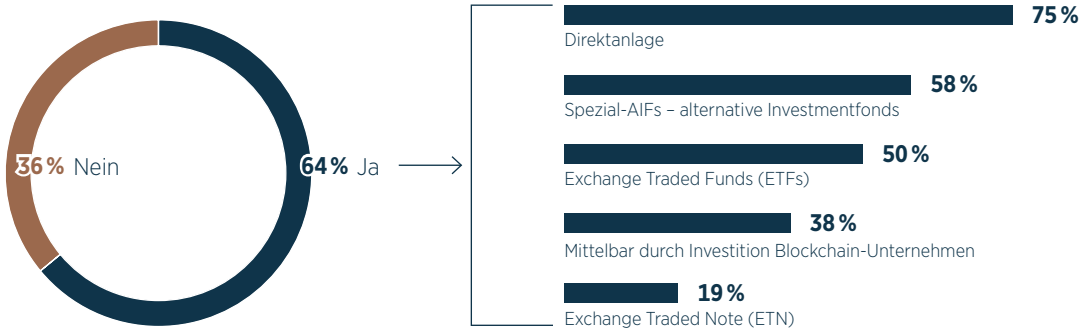 36 % Nein
64 % Ja
75 %
Direktanlage
58 %
Spezial-AIFs – alternative Investmentfonds
50 %
Exchange Traded Funds (ETFs)
38 %
Mittelbar durch Investition Blockchain-Unternehmen
19 %
Exchange Traded Note (ETN)